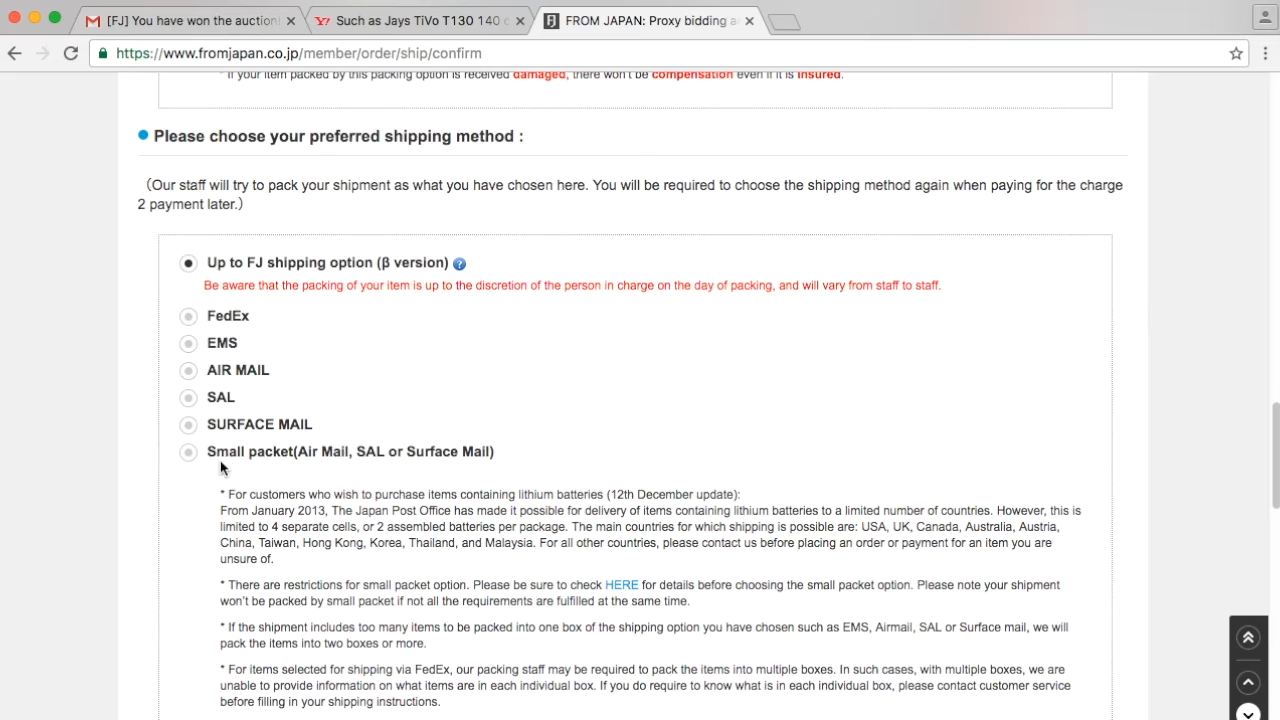 [FJ] You have won the auction
Such as Jays TiVo T130 140
FROM JAPAN: Proxy bidding a
https://www.fromjapan.co.jp/member/order/ship/confirm
* If your item packed by this packing option is received damaged, there won't be compensation even if it is insured.
Please choose your preferred shipping method :
(Our staff will try to pack your shipment as what you have chosen here. You will be required to choose the shipping method again when paying for the charge
2 payment later.)
Up to FJ shipping option (β version) ?
Be aware that the packing of your item is up to the discretion of the person in charge on the day of packing, and will vary from staff to staff.
FedEx
EMS
AIR MAIL
SAL
SURFACE MAIL
Small packet(Air Mail, SAL or Surface Mail)
* For customers who wish to purchase items containing lithium batteries (12th December update):
From January 2013, The Japan Post Office has made it possible for delivery of items containing lithium batteries to a limited number of countries. However, this is
limited to 4 separate cells, or 2 assembled batteries per package. The main countries for which shipping is possible are: USA, UK, Canada, Australia, Austria,
China, Taiwan, Hong Kong, Korea, Thailand, and Malaysia. For all other countries, please contact us before placing an order or payment for an item you are
unsure of.
* There are restrictions for small packet option. Please be sure to check HERE for details before choosing the small packet option. Please note your shipment
won't be packed by small packet if not all the requirements are fulfilled at the same time.
* If the shipment includes too many items to be packed into one box of the shipping option you have chosen such as EMS, Airmail, SAL or Surface mail, we will
pack the items into two boxes or more.
* For items selected for shipping via FedEx, our packing staff may be required to pack the items into multiple boxes. In such cases, with multiple boxes, we are
unable to provide information on what items are in each individual box. If you do require to know what is in each individual box, please contact customer service
before filling in your shipping instructions.